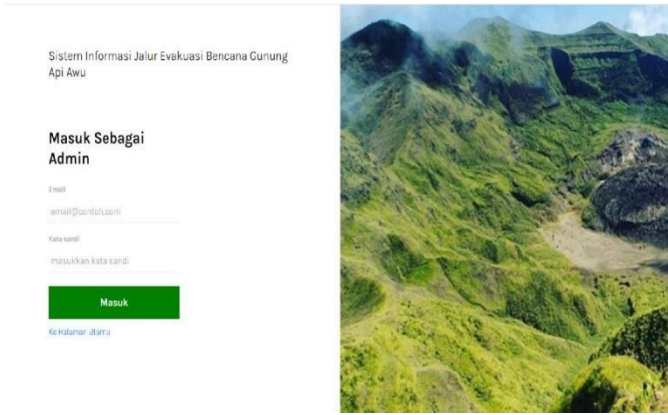 Sistem Informasi Jalur Evakuasi Bencana Gunung
Api Awu
Masuk Sebagai
Admin
Email
email@contoh.com
Kata sandi
masukkan kata sandi
Masuk
Ke Halaman Utama